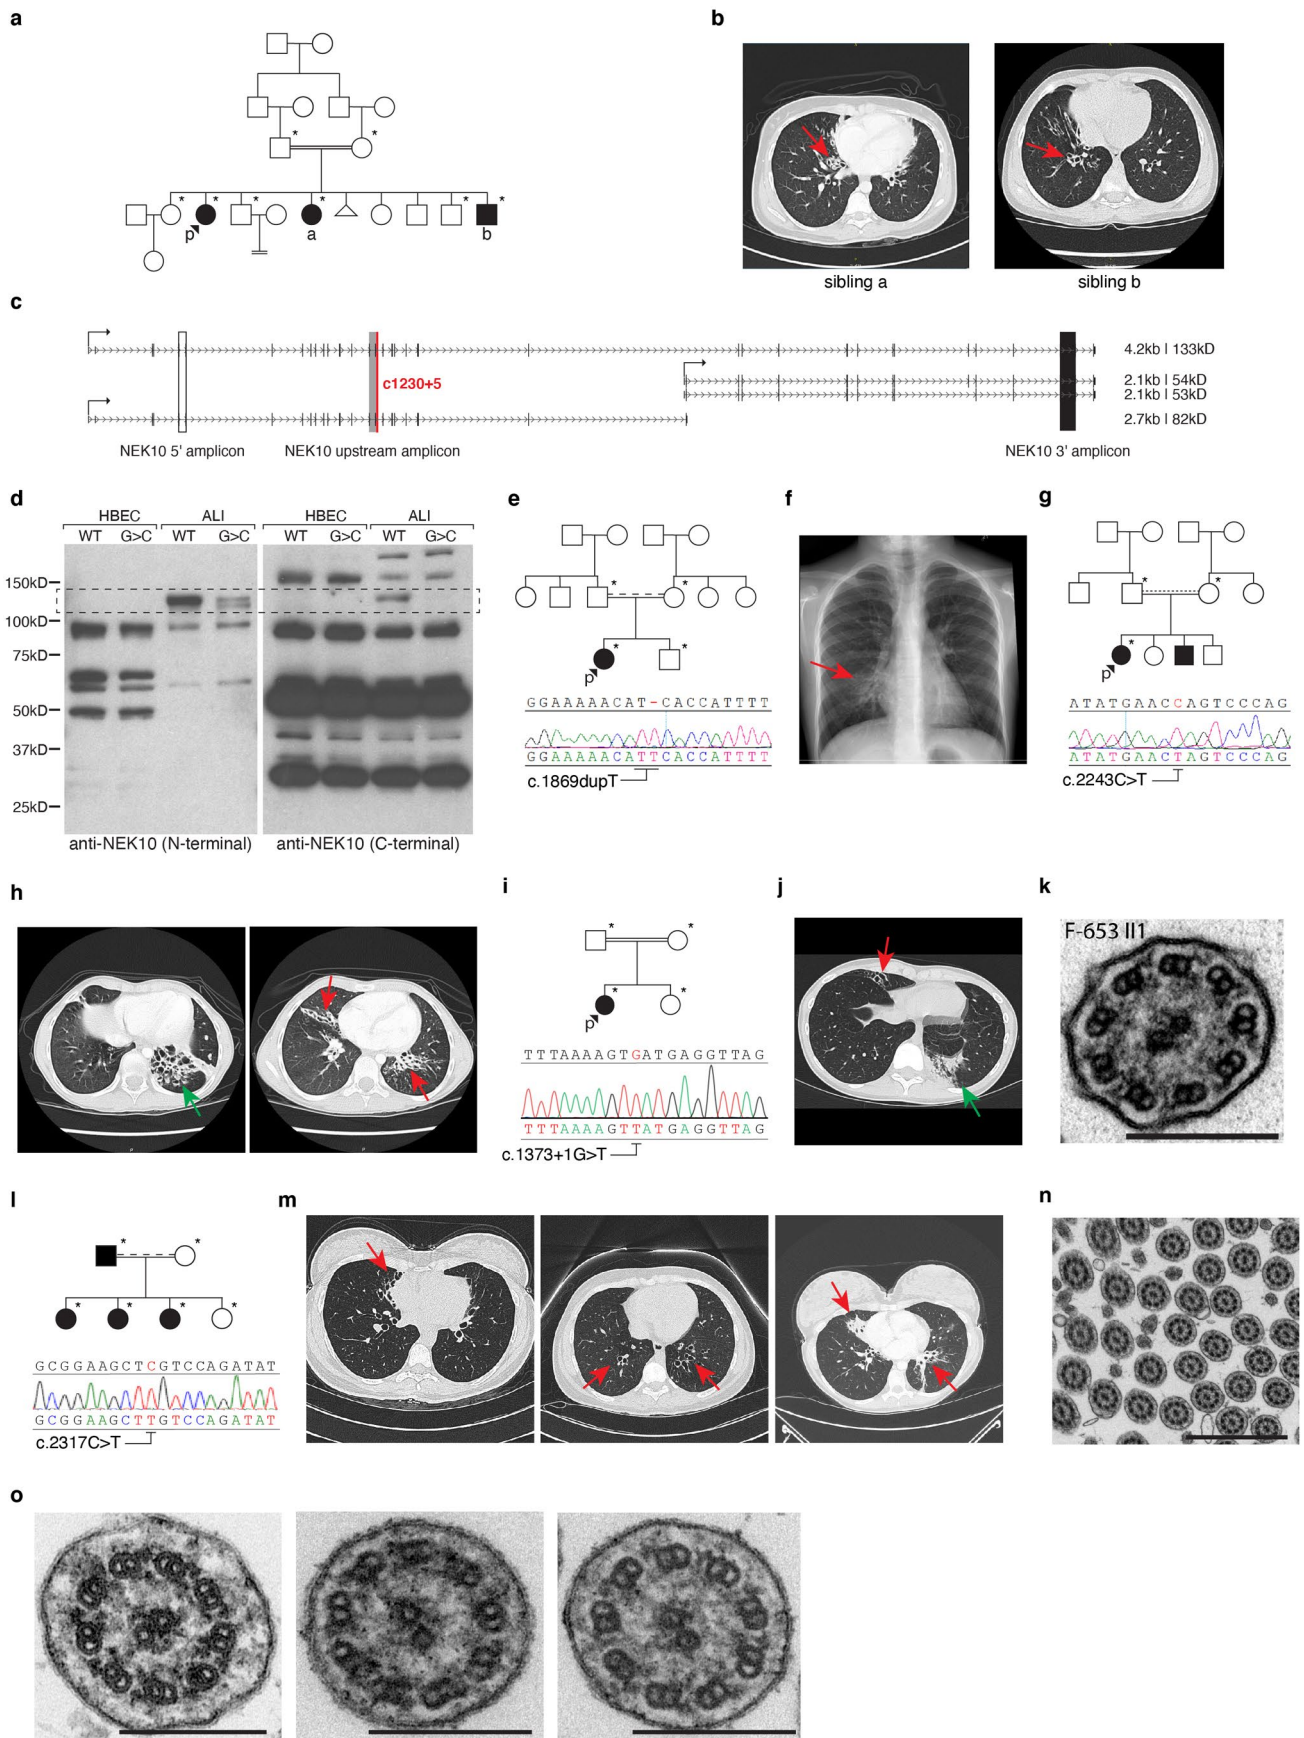 a
p
a
b
b
sibling a
sibling b
c
4.2kb | 133kD
c1230+5
2.1kb | 54kD
2.1kb | 53kD
2.7kb | 82kD
NEK10 5' amplicon
NEK10 upstream amplicon
NEK10 3' amplicon
d
HBEC
ALI
HBEC
ALI
WT
G>C
WT
G>C
WT
G>C
WT
G>C
150kD
100kD
75kD
50kD
37kD
25kD
anti-NEK10 (N-terminal)
anti-NEK10 (C-terminal)
e
p
GGAAAAACAT-CACCATTTT
GGAAAAACATTCACCATTTT
c.1869dupT
f
g
p
ATATGAACCAGTCCCAG
ATATGAACTAGTCCCAG
c.2243C>T
h
i
p
TTTAAAAGTGATGAGGTTAG
TTTAAAAGTTATGAGGTTAG
c.1373+1G>T
j
k
F-653 II1
l
GCGGAAGCTCGTCCAGATAT
GCGGAAGCTTGTCCAGATAT
c.2317C>T
m
n
o